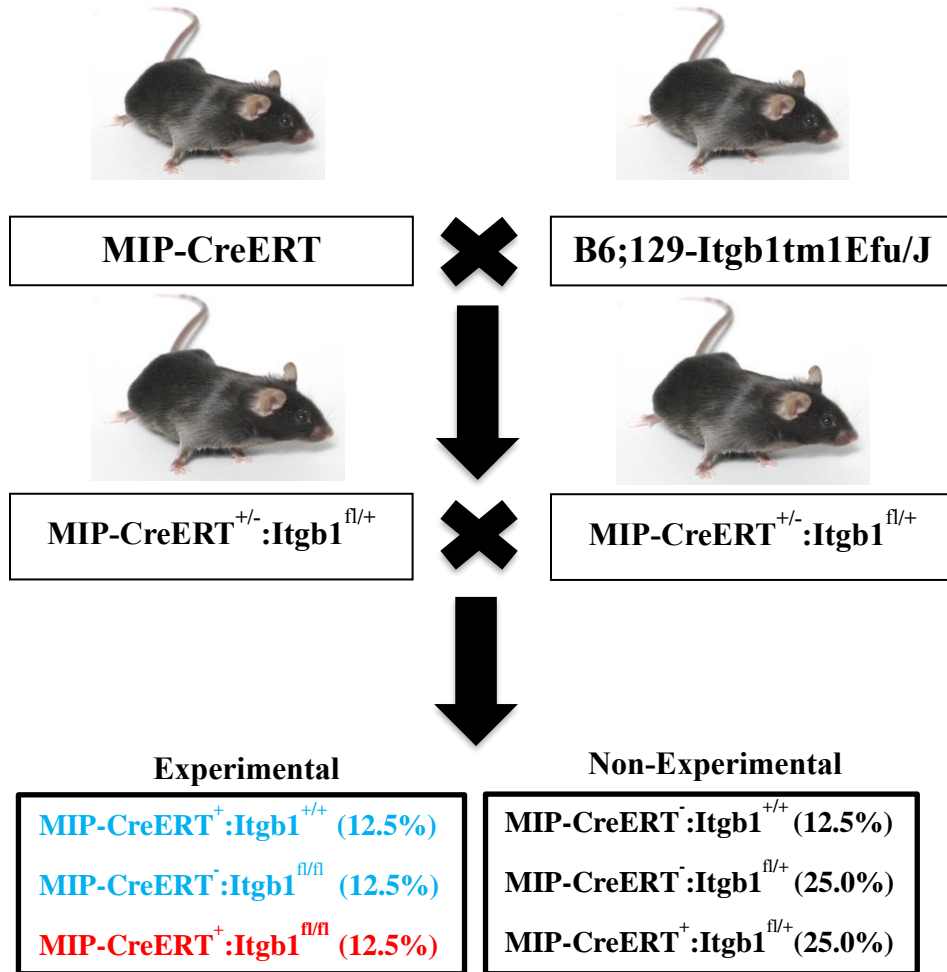 MIP-CreERT
B6;129-Itgb1tm1Efu/J
MIP-CreERT+/-:Itgb1fl/+
MIP-CreERT+/-:Itgb1fl/+
Experimental
MIP-CreERT+:Itgb1+/+ (12.5%)
MIP-CreERT-:Itgb1fl/fl (12.5%)
MIP-CreERT+:Itgb1fl/fl (12.5%)
Non-Experimental
MIP-CreERT-:Itgb1+/+ (12.5%)
MIP-CreERT-:Itgb1fl/+ (25.0%)
MIP-CreERT+:Itgb1fl/+(25.0%)